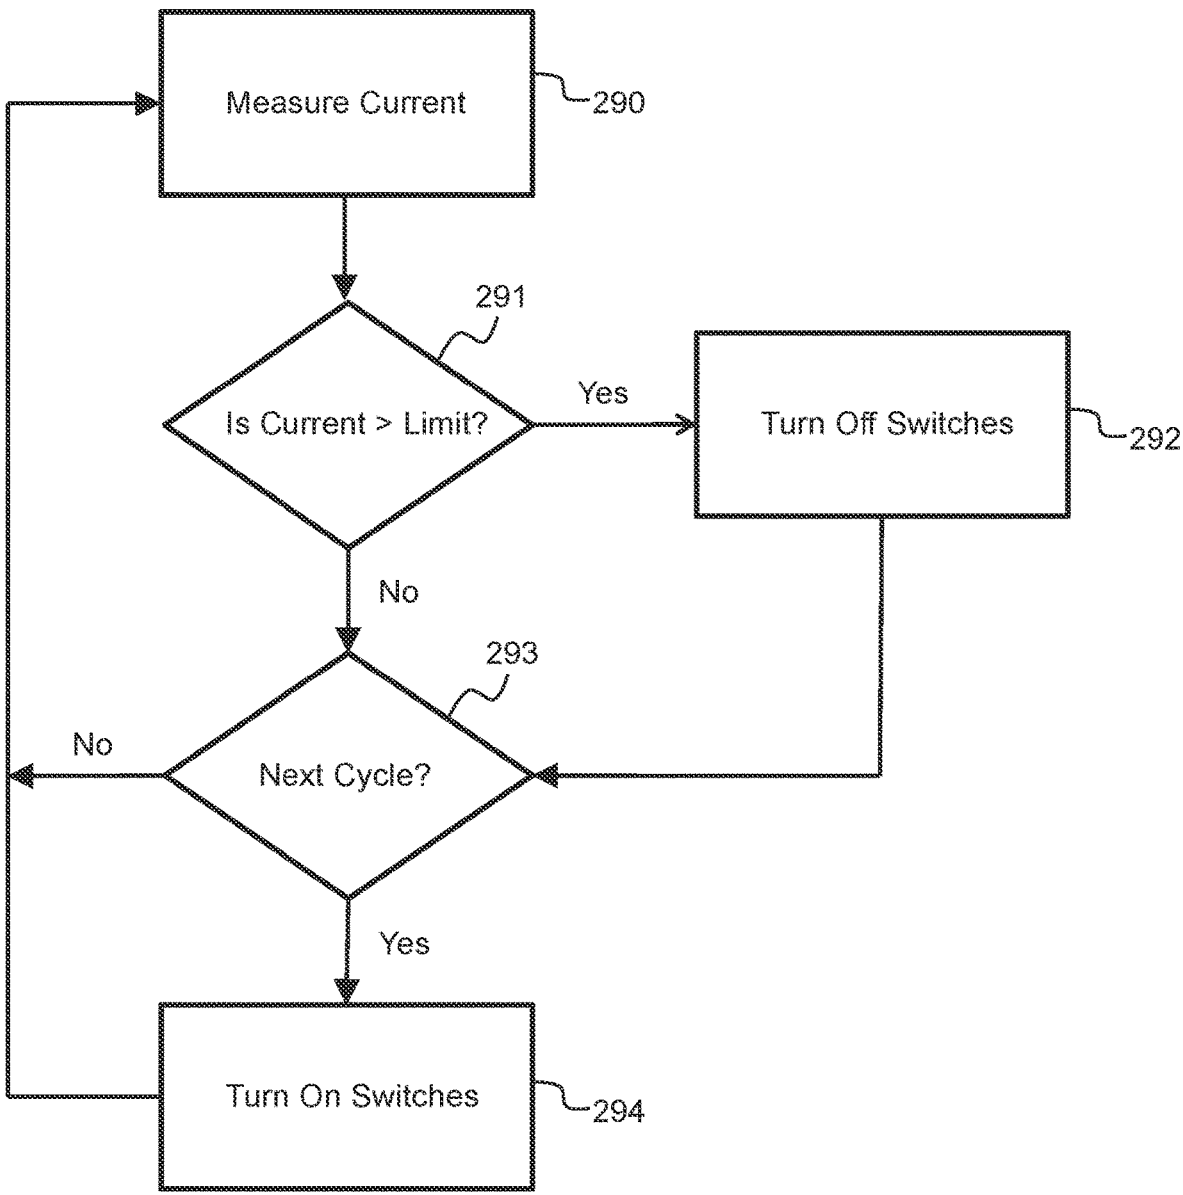 Measure Current
290
291
Is Current > Limit?
Yes
Turn Off Switches
292
No
293
No
Next Cycle?
Yes
Turn On Switches
294